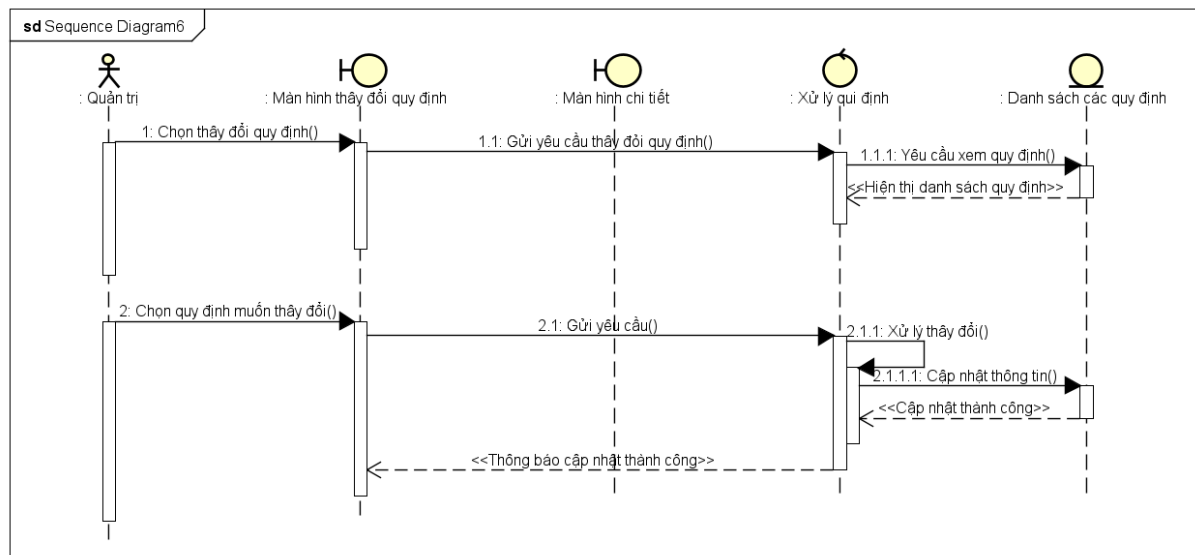 sd Sequence Diagram6
: Quản trị
: Màn hình thây đổi quy định
: Màn hình chi tiết
: Xử lý qui định
: Danh sách các quy định
1: Chọn thây đổi quy định()
1.1: Gửi yêu cầu thây đỏi quy định()
1.1.1: Yêu cầu xem quy định()
<<Hiện thị danh sách quy định>>
2: Chọn quy định muốn thây đổi()
2.1: Gửi yêu cầu()
2.1.1: Xử lý thây đổi()
2.1.1.1: Cập nhật thông tin()
<<Cập nhật thành công>>
<<Thông báo cập nhật thành công>>